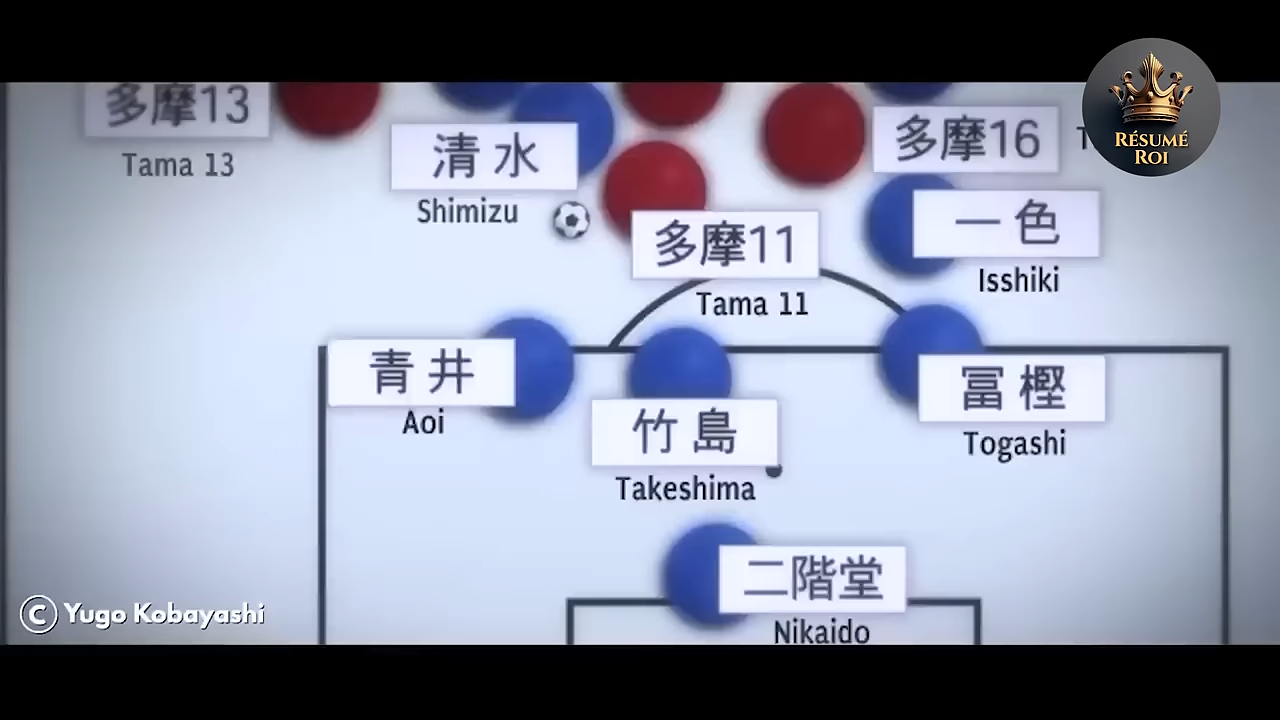 多摩13
Tama 13
清水
Shimizu
多摩16
T
RÉSUMÉ
ROI
多摩11
Tama 11
一色
Isshiki
青井
Aoi
竹島
Takeshima
冨樫
Togashi
二階堂
Nikaido
© Yugo Kobayashi